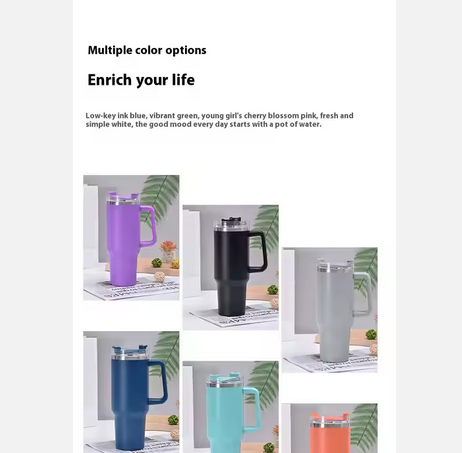 Multiple color options
Enrich your life
Low-key ink blue, vibrant green, young girl's cherry blossom pink, fresh and
simple white, the good mood every day starts with a pot of water.